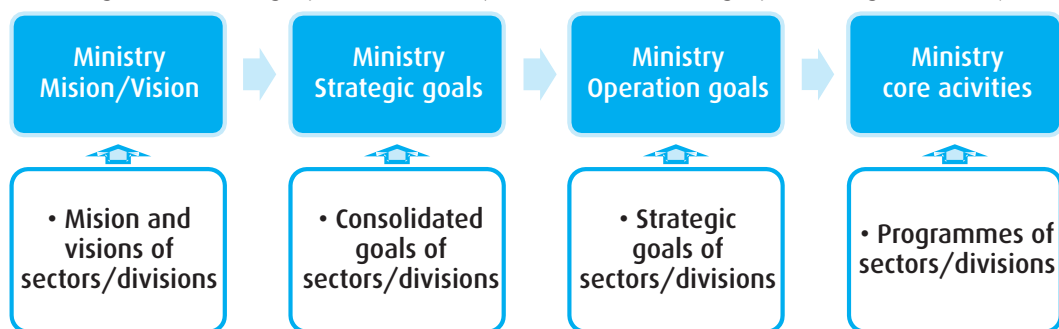 Ministry
Mision/Vision
Ministry
Strategic goals
Ministry
Operation goals
Ministry
core acivities
• Mision and
visions of
sectors/divisions
• Consolidated
goals of
sectors/divisions
• Strategic
goals of
sectors/divisions
• Programmes of
sectors/divisions